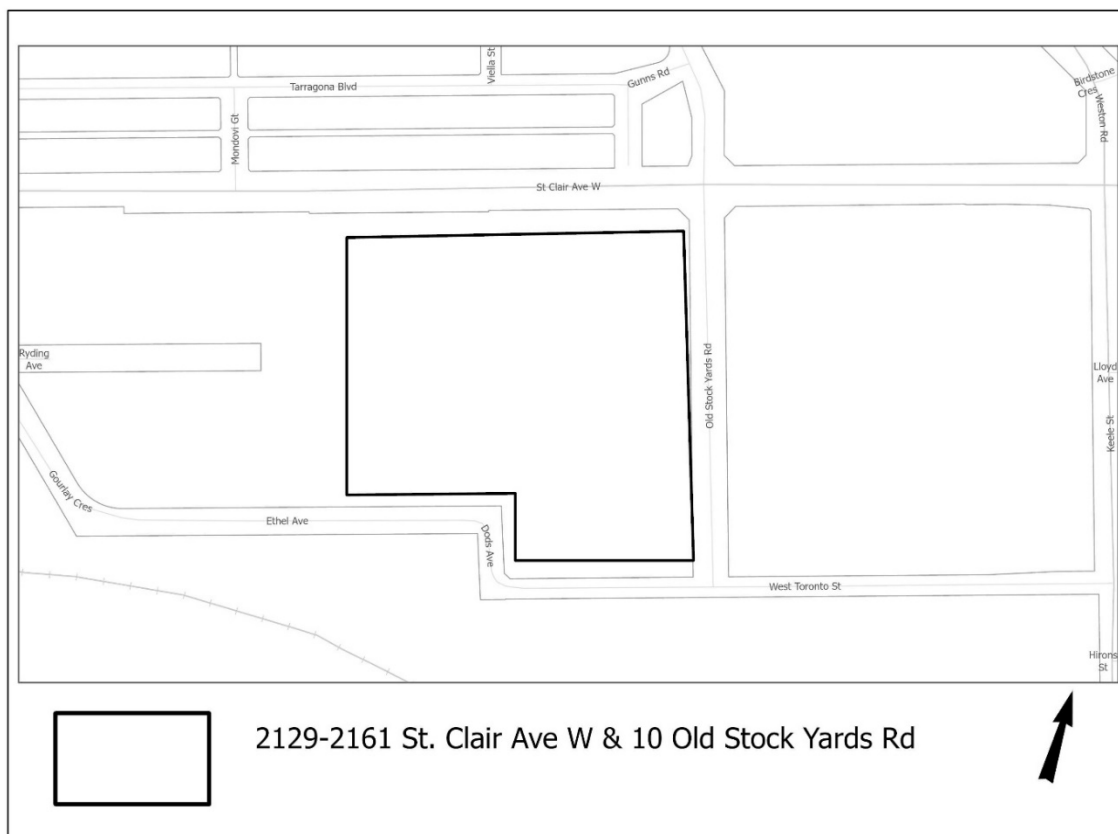 Viella St
Gunns Rd
Birdstone
Cres
Tarragona Blvd
Weston Rd
Mondovi Gt
St Clair Ave W
Ryding
Ave
Old Stock Yards Rd
Lloyd
Ave
Keele St
Gourlay Cres
Ethel Ave
Dods Ave
West Toronto St
Hirons
St
2129-2161 St. Clair Ave W & 10 Old Stock Yards Rd